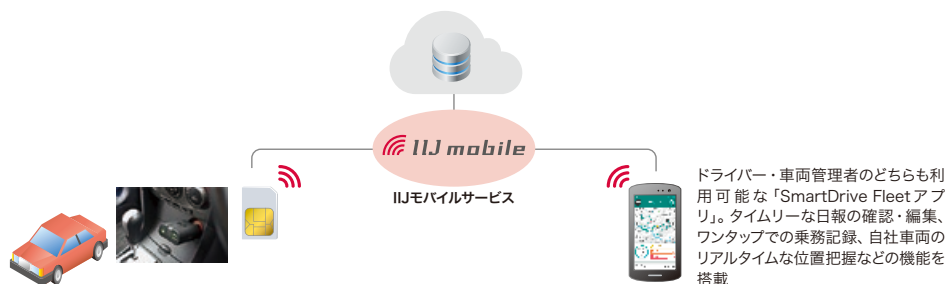 IIJ mobile
IIJモバイルサービス
ドライバー・車両管理者のどちらも利
用可能な「SmartDrive Fleetアプ
リ」。タイムリーな日報の確認・編集、
ワンタップでの乗務記録、自社車両の
リアルタイムな位置把握などの機能を
搭載